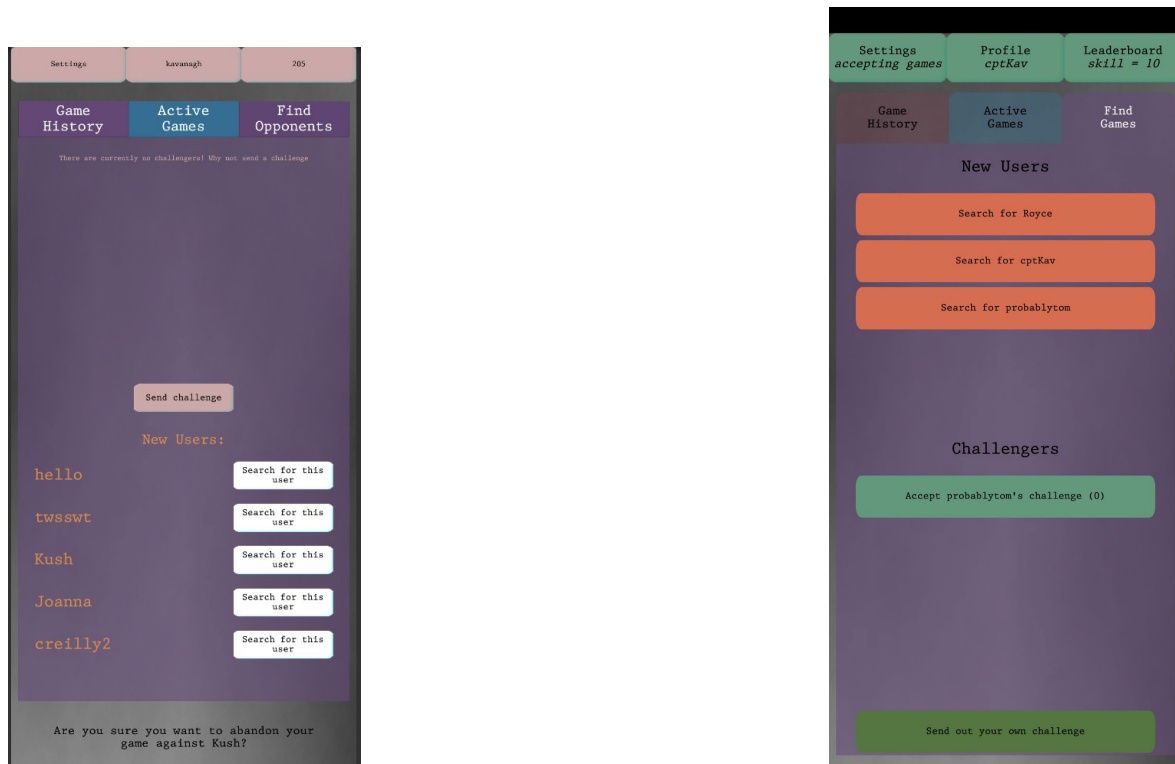 Settings
kavanagh
205
Game
History
Active
Games
Find
Opponents
There are currently no challengers! Why not send a challenge
Send challenge
New Users:
hello
Search for this
user
twsswt
Search for this
user
Kush
Search for this
user
Joanna
Search for this
user
creilly2
Search for this
user
Are you sure you want to abandon your
game against Kush?
Settings
accepting games
Profile
cptKav
Leaderboard
skill = 10
Game
History
Active
Games
Find
Games
New Users
Search for Royce
Search for cptKav
Search for probablytom
Challengers
Accept probablytom's challenge (0)
Send out your own challenge